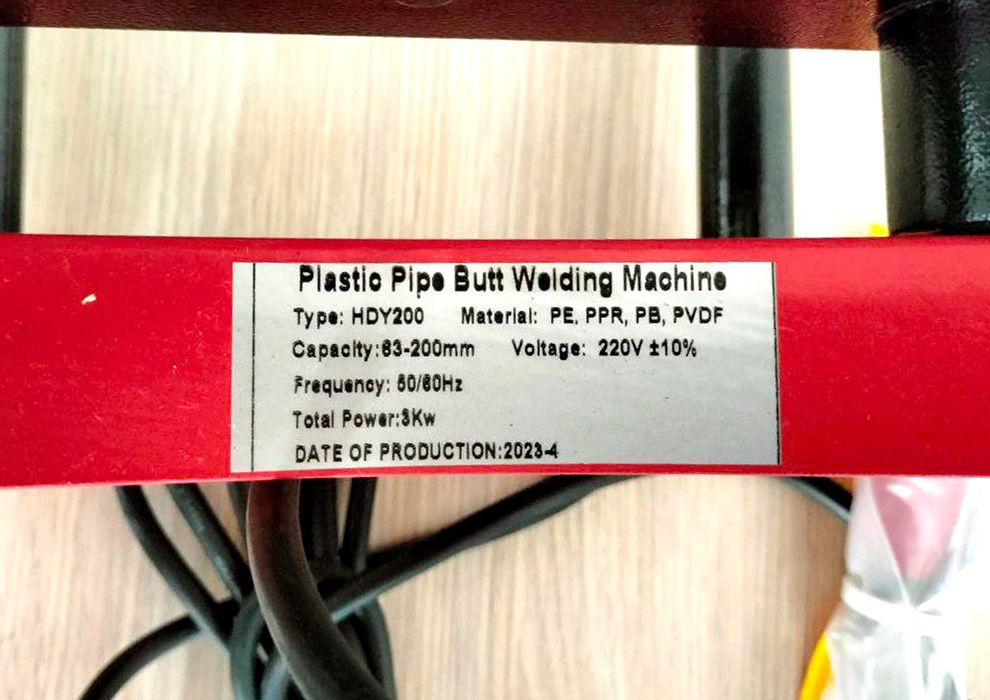 Plastic Pipe Butt Welding Machine
Type: HDY200 Material: PE, PPR, PB, PVDF
Capacity:63-200mm Voltage: 220V ±10%
Frequency: 50/60Hz
Total Power:3Kw
DATE OF PRODUCTION:2023-4